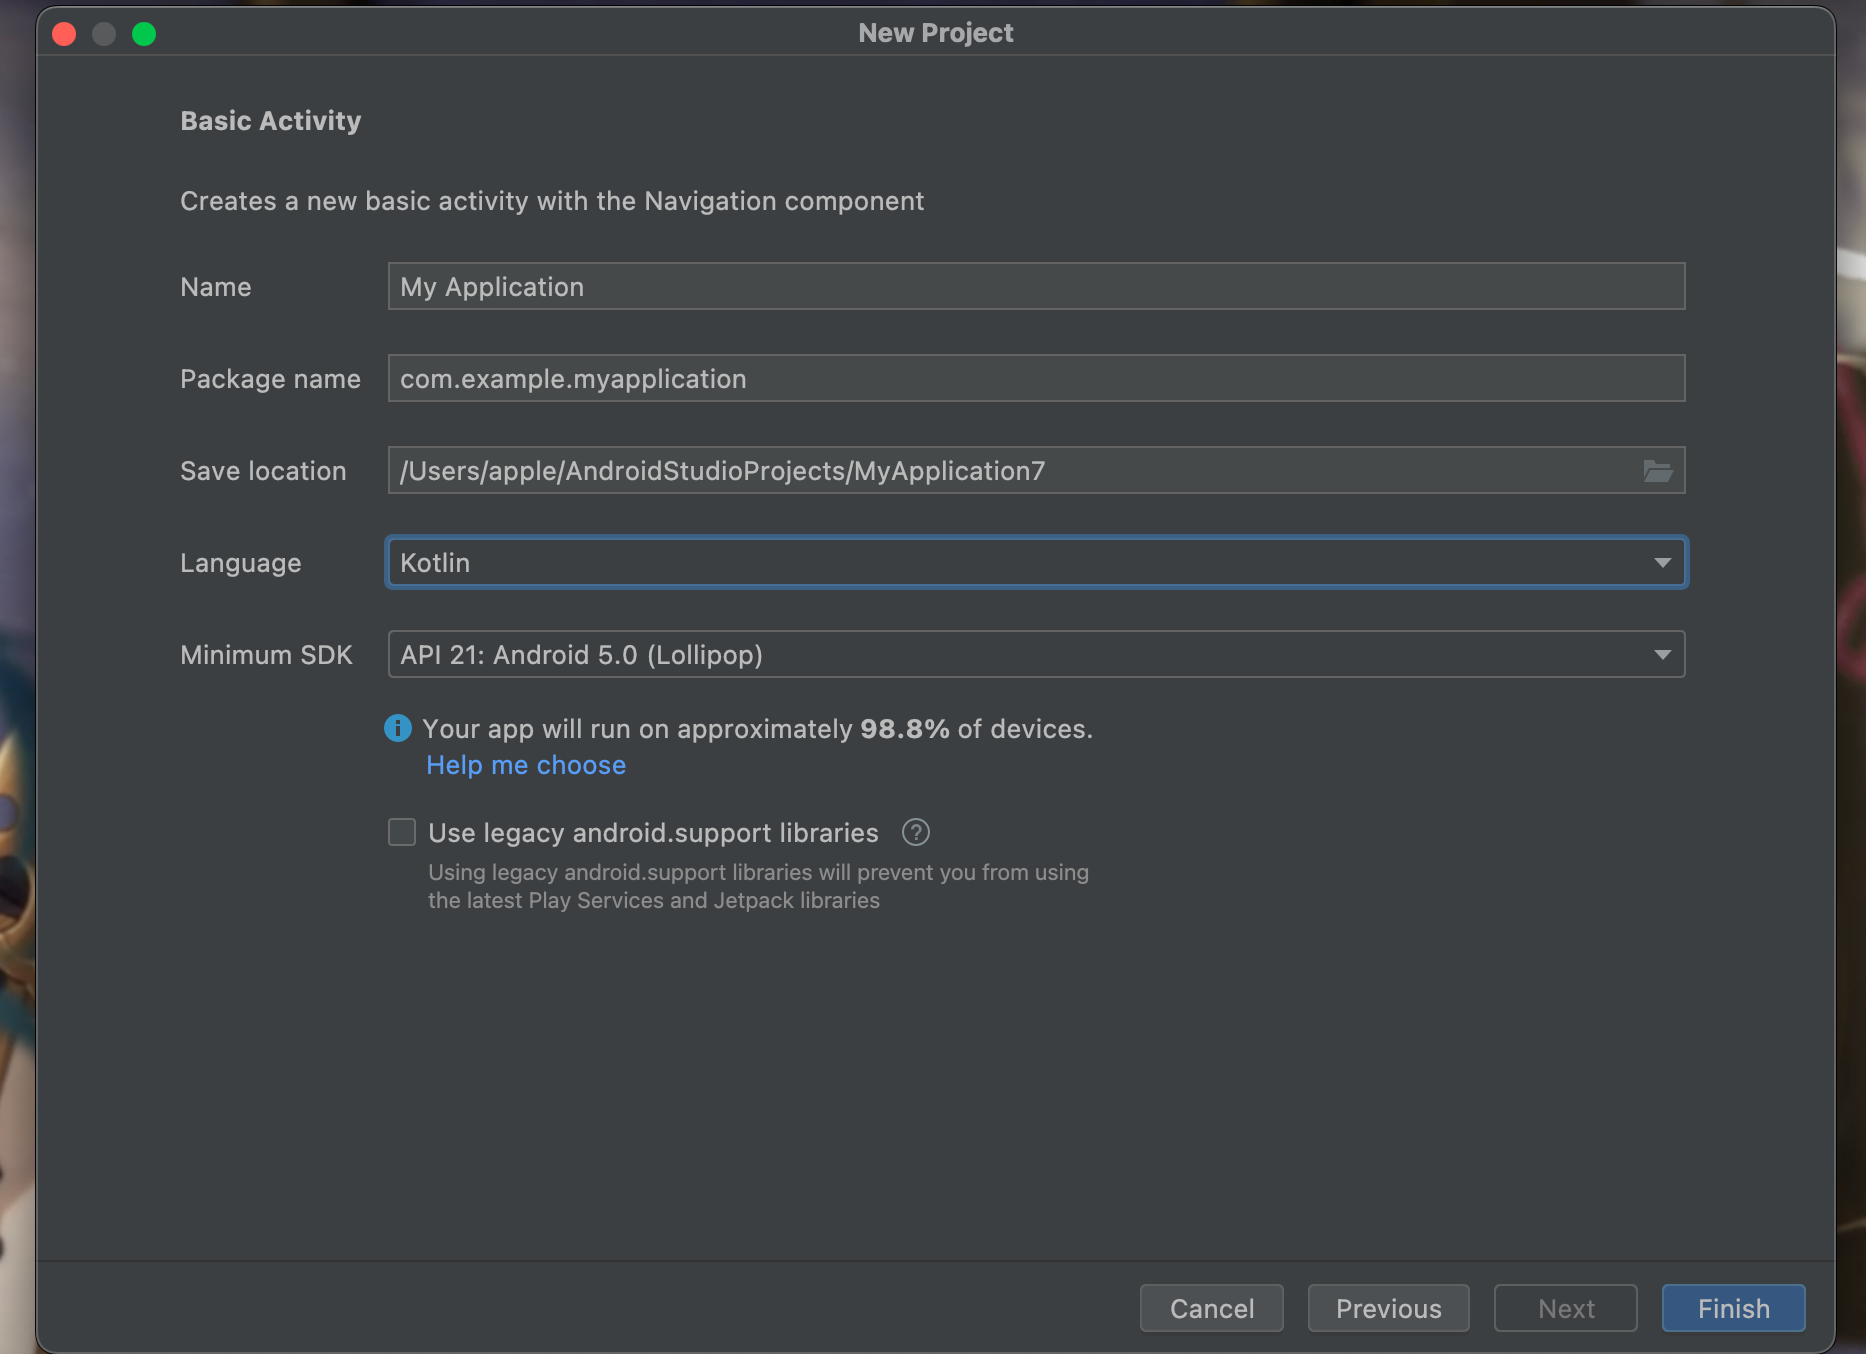 New Project
Basic Activity
Creates a new basic activity with the Navigation component
Name
My Application
Package name
com.example.myapplication
Save location
/Users/apple/AndroidStudioProjects/MyApplication7
Language
Kotlin
Minimum SDK
API 21: Android 5.0 (Lollipop)
Your app will run on approximately 98.8% of devices.
Help me choose
Use legacy android.support libraries
Using legacy android.support libraries will prevent you from using
the latest Play Services and Jetpack libraries
Cancel
Previous
Next
Finish